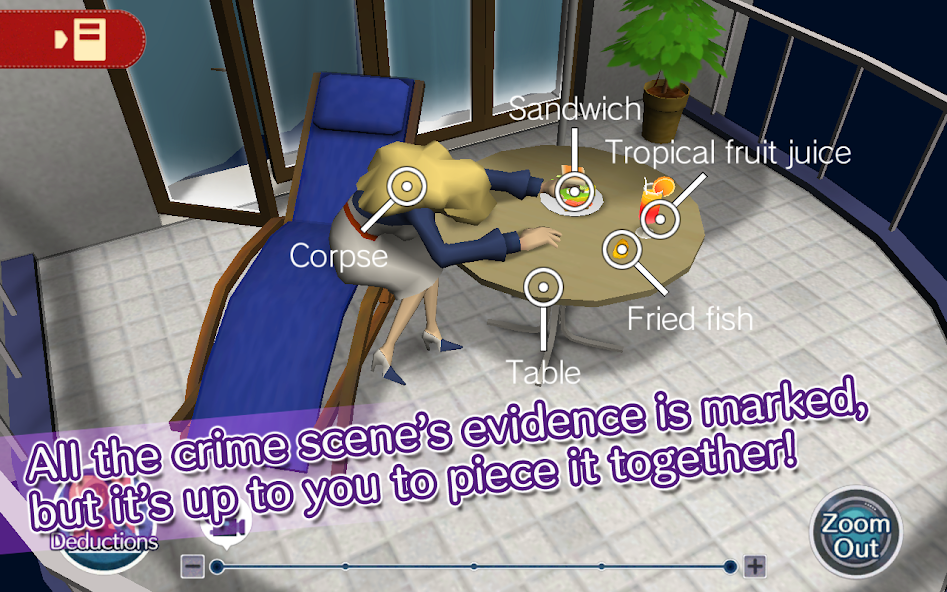 Sandwich
Tropical fruit juice
Corpse
Fried fish
Table
All the crime scene's evidence is marked,
but it's up to you to piece it together!
Deductions
Zoom
Out